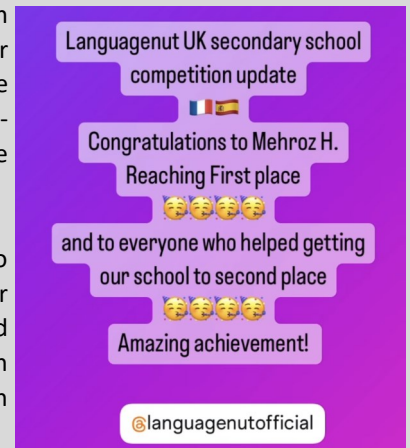 Languagenut UK secondary school
competition update
🇫🇷🇪🇸
Congratulations to Mehroz H.
Reaching First place
🥳🥳🥳🥳
and to everyone who helped getting
our school to second place
🥳🥳🥳🥳
Amazing achievement!
@languagenutofficial